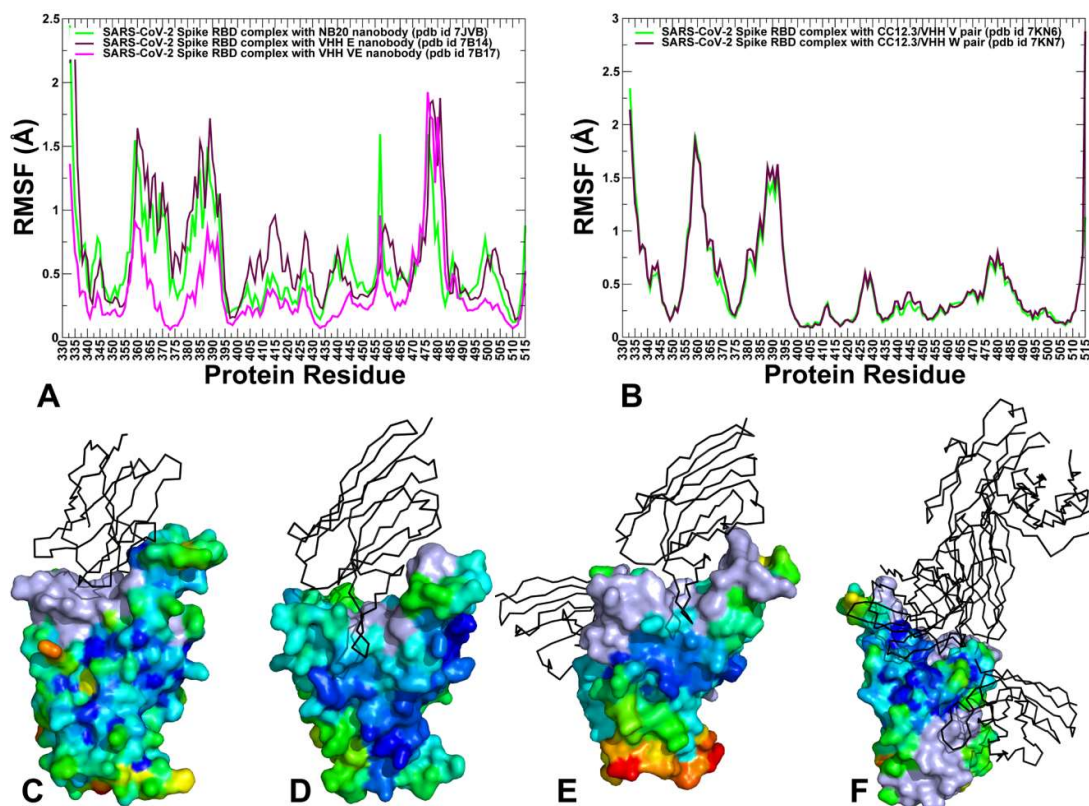 2.5
2
1.5
1
0.5
0
RMSF (Å)
SARS-CoV-2 Spike RBD complex with NB20 nanobody (pdb id 7JVB)
SARS-CoV-2 Spike RBD complex with VHH E nanobody (pdb id 7B14)
SARS-CoV-2 Spike RBD complex with VHH VE nanobody (pdb id 7B17)
330 335 340 345 350 355 360 365 370 375 380 385 390 395 400 405 410 415 420 425 430 435 440 445 450 455 460 465 470 475 480 485 490 495 500 505 510 515
Protein Residue
A
3
2.5
2
1.5
1
0.5
0
RMSF (Å)
SARS-CoV-2 Spike RBD complex with CC12.3/VHH V pair (pdb id 7KN6)
SARS-CoV-2 Spike RBD complex with CC12.3/VHH W pair (pdb id 7KN7)
330 335 340 345 350 355 360 365 370 375 380 385 390 395 400 405 410 415 420 425 430 435 440 445 450 455 460 465 470 475 480 485 490 495 500 505 510 515
Protein Residue
B
C
D
E
F